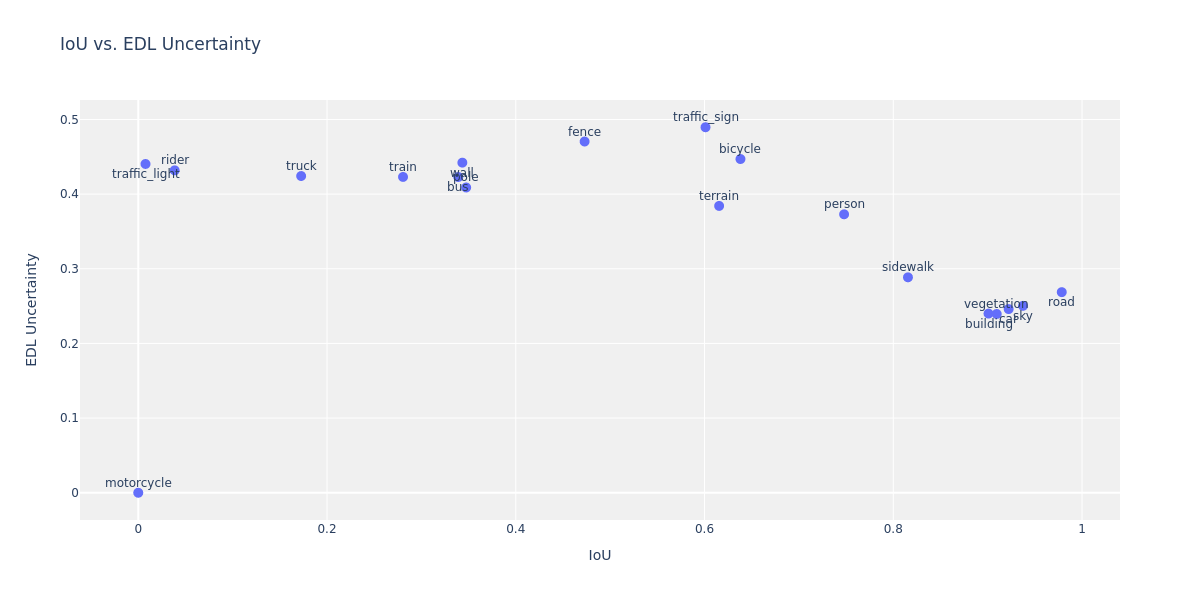 IoU vs. EDL Uncertainty
0.5
0.4
0.3
0.2
0.1
0
EDL Uncertainty
traffic_sign
fence
bicycle
rider
traffic_light
truck
train
wall
pole
bus
terrain
person
sidewalk
vegetation
road
building
car
sky
motorcycle
0
0.2
0.4
0.6
0.8
1
IoU